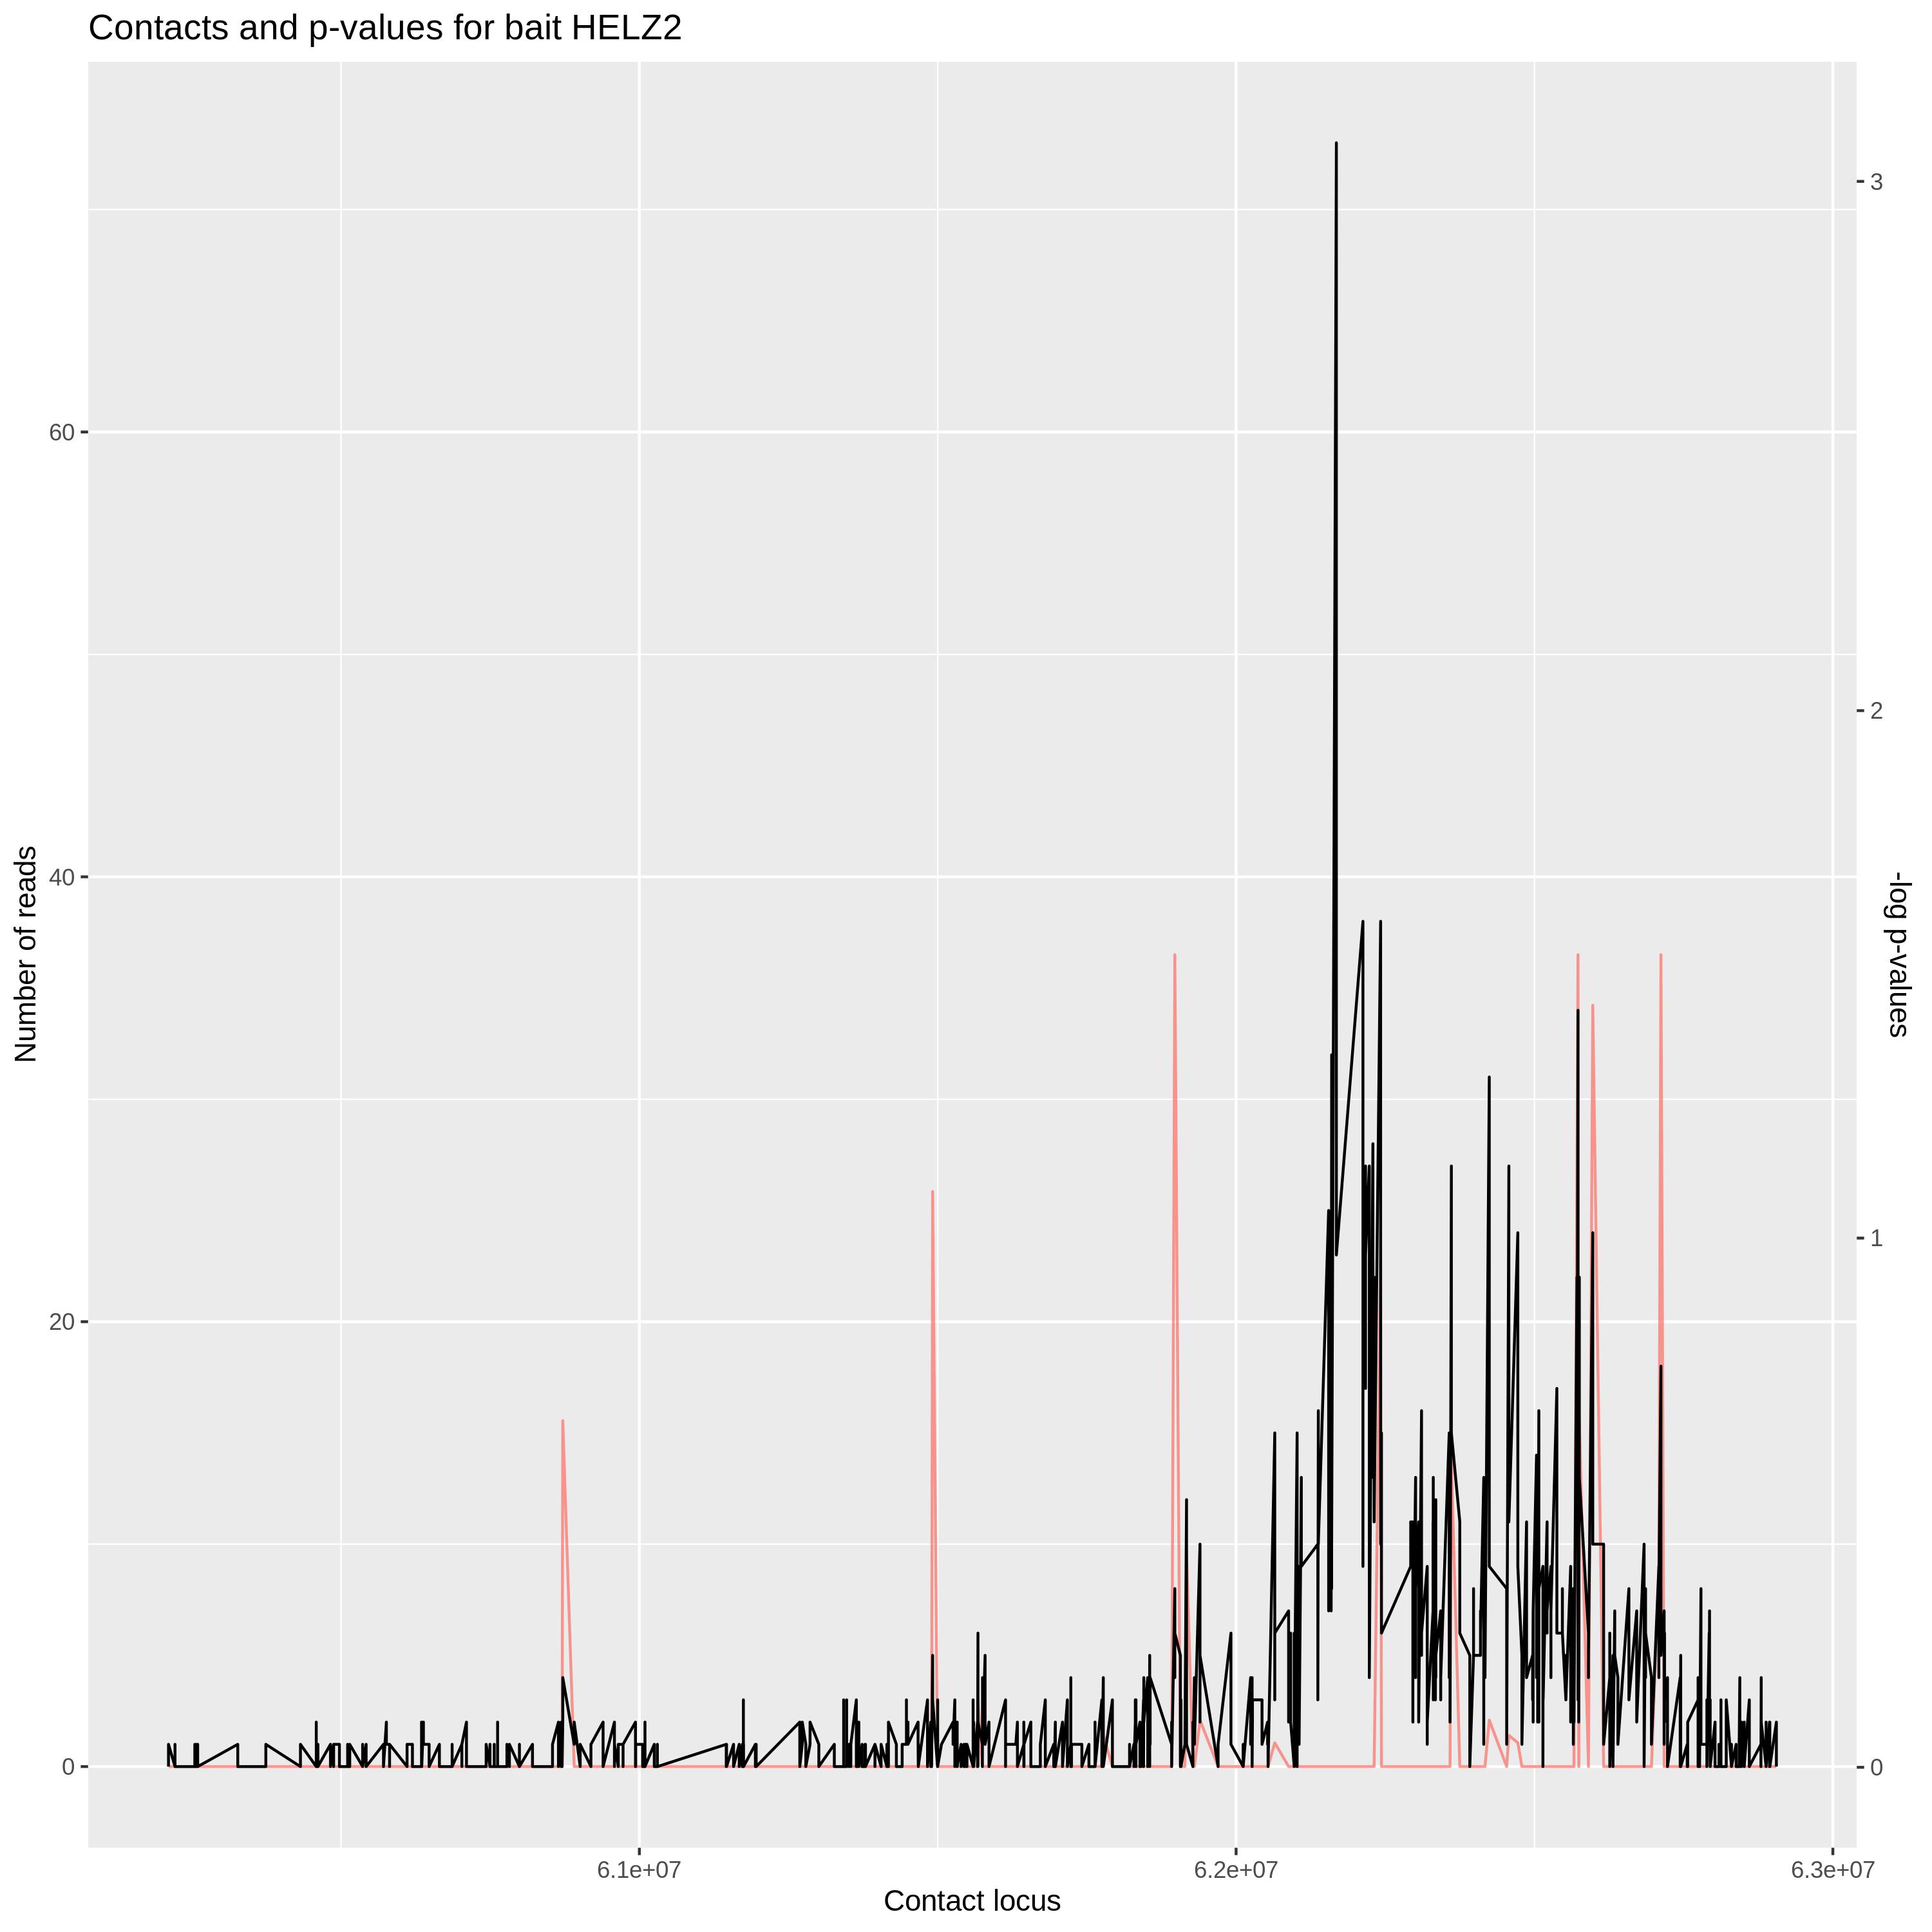 Contacts and p-values for bait HELZ2
Number of reads
60
40
20
0
3
2
1
0
-log p-values
6.1e+07
6.2e+07
6.3e+07
Contact locus